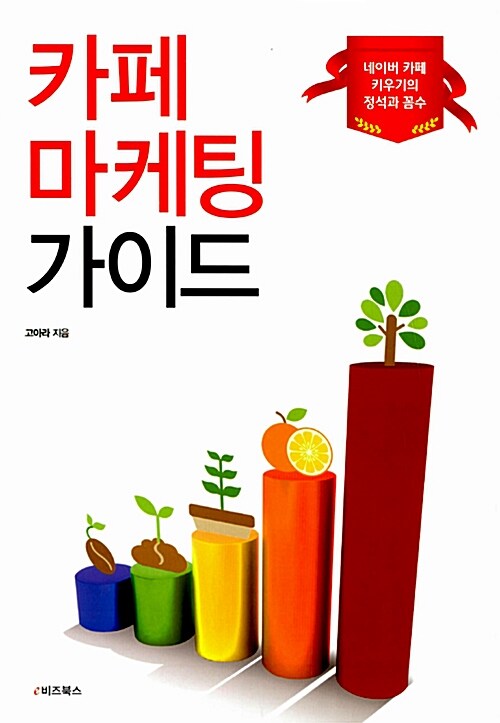 카페
마케팅
가이드
네이버 카페
키우기의
정석과 꼼수
고아라 지음
e비즈북스